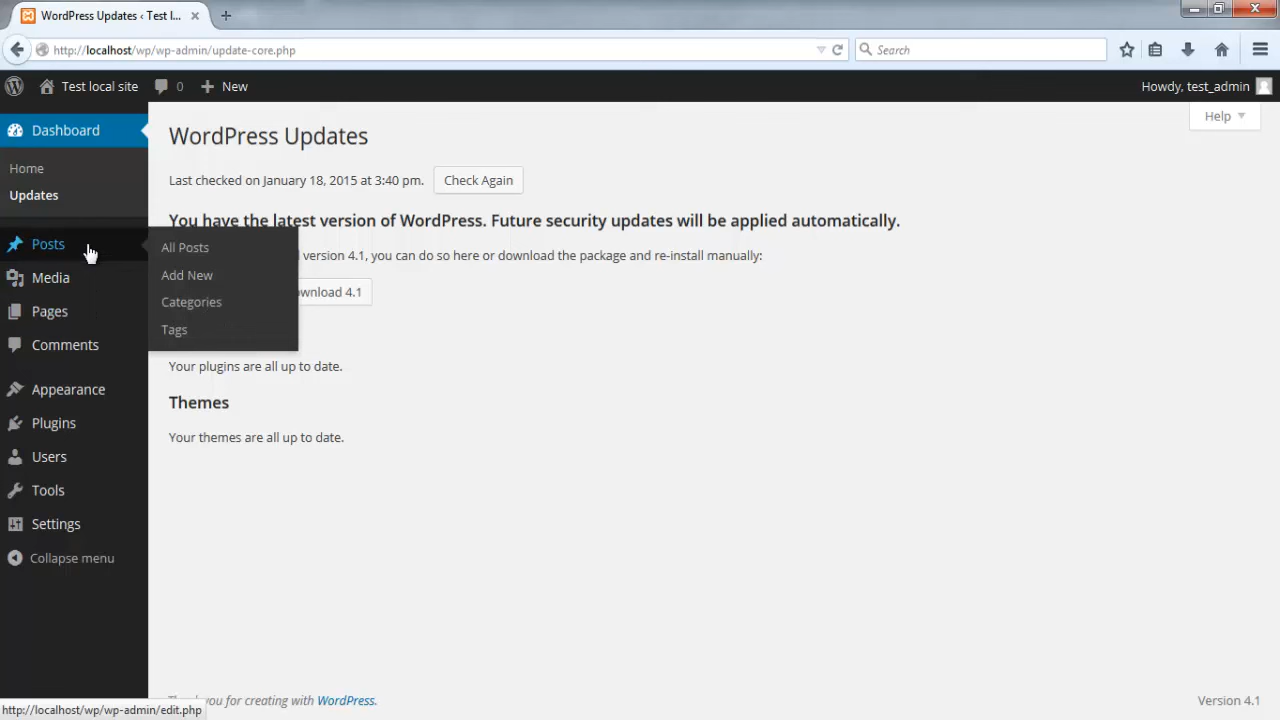 WordPress Updates ‹ Test l...
http://localhost/wp/wp-admin/update-core.php
Search
Test local site
0
New
Howdy, test_admin
Dashboard
Help
Home
Updates
Posts
Media
Pages
Comments
Appearance
Plugins
Users
Tools
Settings
Collapse menu
All Posts
Add New
Categories
Tags
WordPress Updates
Last checked on January 18, 2015 at 3:40 pm. Check Again
You have the latest version of WordPress. Future security updates will be applied automatically.
version 4.1, you can do so here or download the package and re-install manually:
ownload 4.1
Your plugins are all up to date.
Themes
Your themes are all up to date.
you for creating with WordPress.
Version 4.1
http://localhost/wp/wp-admin/edit.php